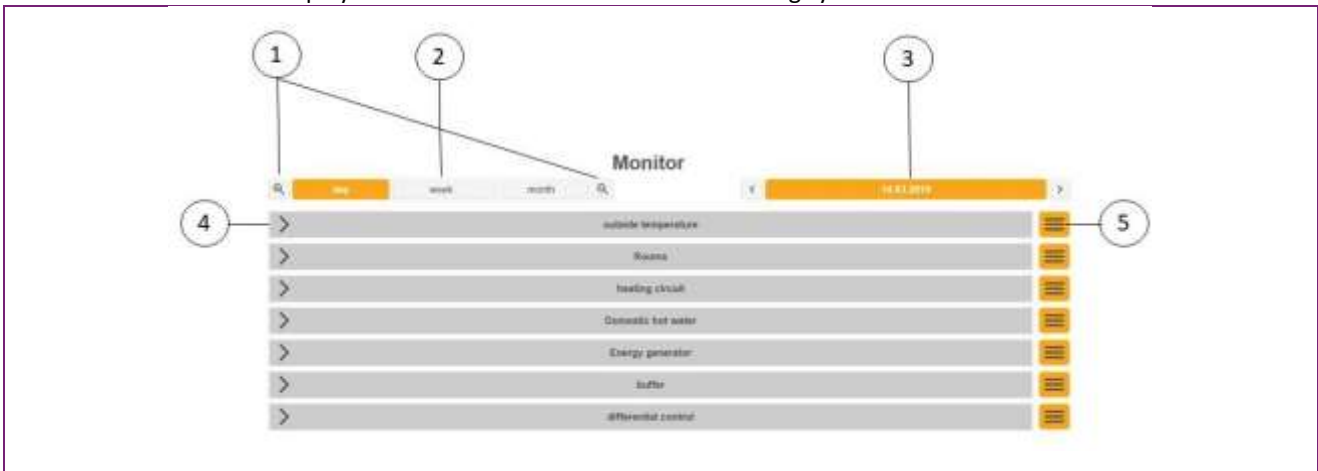 1
2
3
Monitor
day week month
4
outside temperature
5
Rooms
heating circuit
Domestic hot water
Energy generator
buffer
differential control